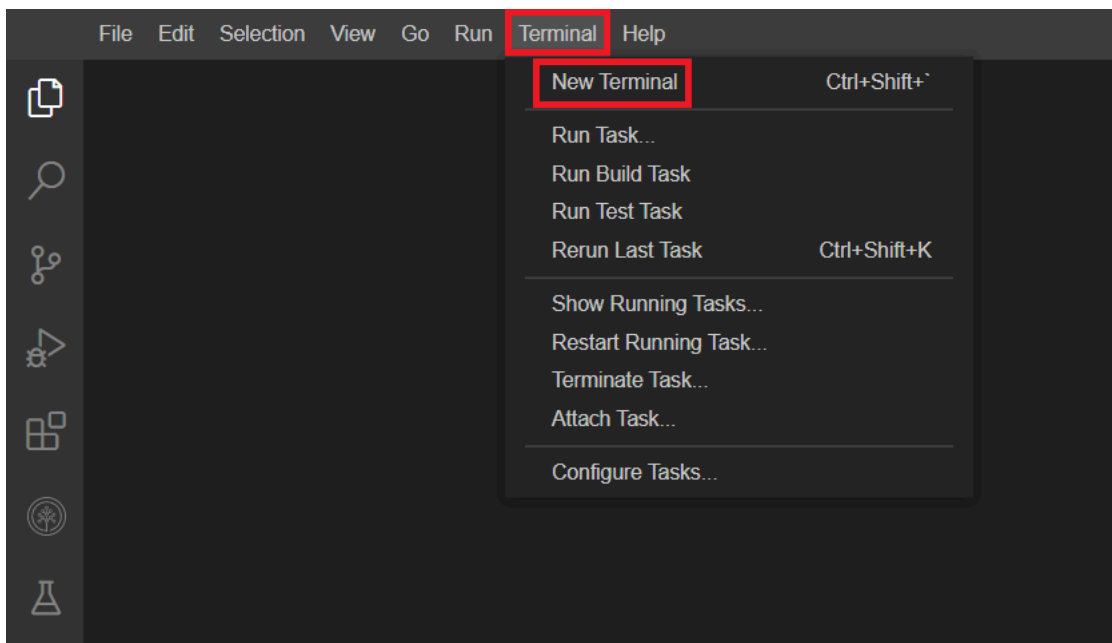 File Edit Selection View Go Run Terminal Help
New Terminal Ctrl+Shift+`
Run Task...
Run Build Task
Run Test Task
Rerun Last Task Ctrl+Shift+K
Show Running Tasks...
Restart Running Task...
Terminate Task...
Attach Task...
Configure Tasks...